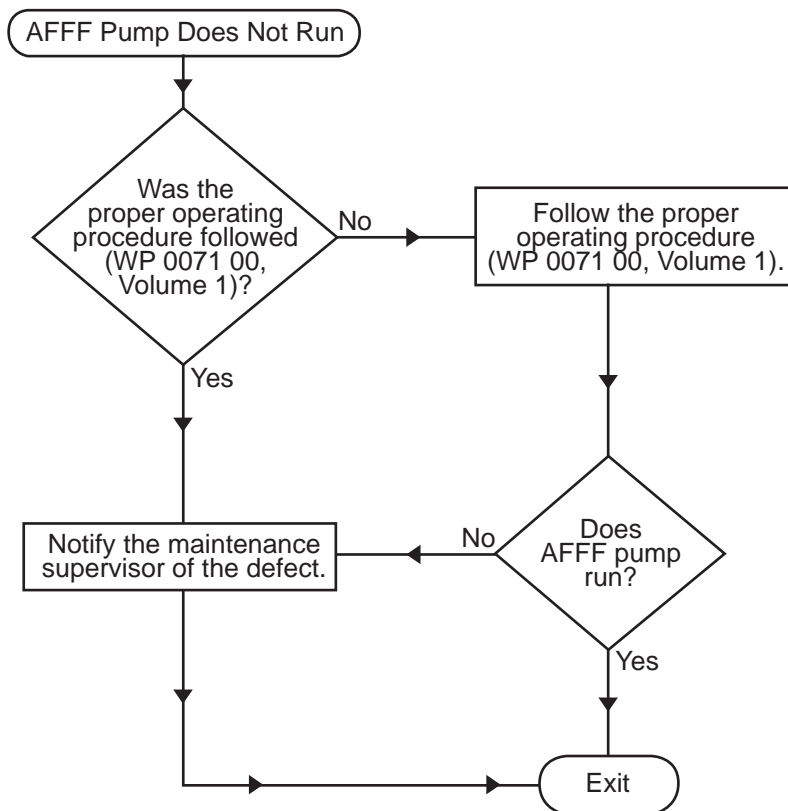 AFFF Pump Does Not Run
Was the
proper operating
procedure followed
(WP 0071 00,
Volume 1)?
No
Follow the proper
operating procedure
(WP 0071 00, Volume 1).
Yes
Notify the maintenance
supervisor of the defect.
No
Does
AFFF pump
run?
Yes
Exit